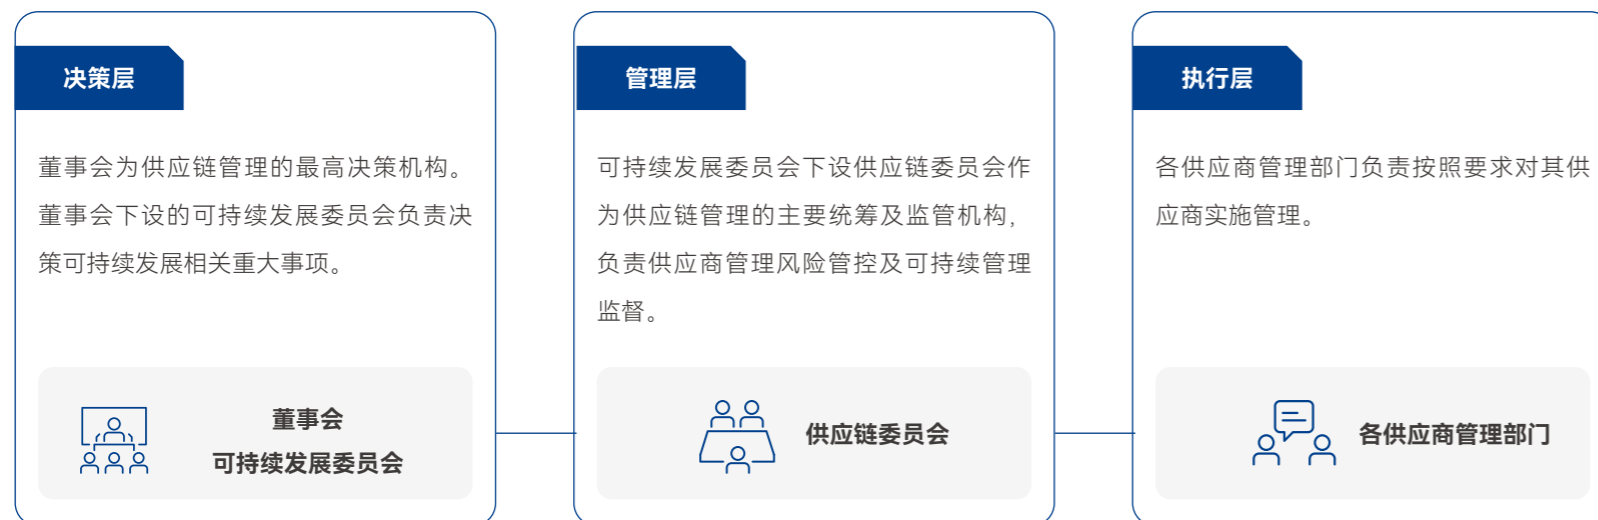 决策层
董事会为供应链管理的最高决策机构。
董事会下设的可持续发展委员会负责决
策可持续发展相关重大事项。
董事会
可持续发展委员会
管理层
可持续发展委员会下设供应链委员会作
为供应链管理的主要统筹及监管机构，
负责供应商管理风险管控及可持续管理
监督。
供应链委员会
执行层
各供应商管理部门负责按照要求对其供
应商实施管理。
各供应商管理部门